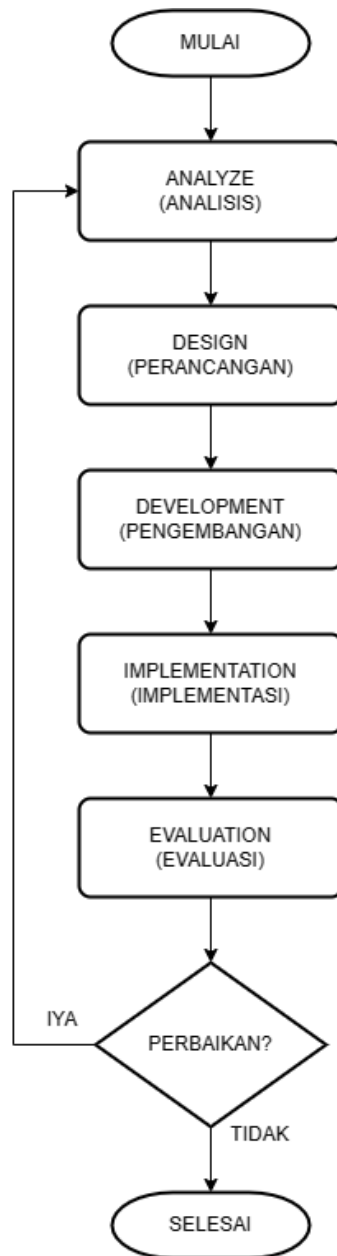 MULAI
ANALYZE
(ANALISIS)
DESIGN
(PERANCANGAN)
DEVELOPMENT
(PENGEMBANGAN)
IMPLEMENTATION
(IMPLEMENTASI)
EVALUATION
(EVALUASI)
IYA
PERBAIKAN?
TIDAK
SELESAI